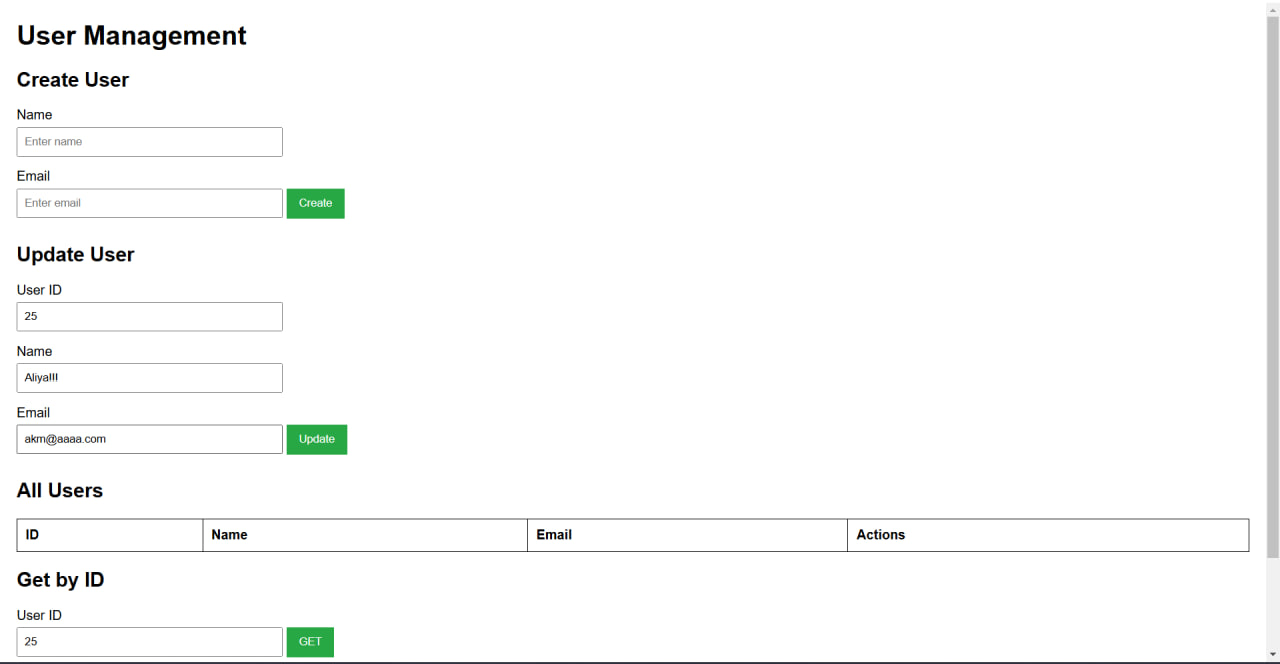 User Management
Create User
Name
Enter name
Email
Enter email Create
Update User
User ID
25
Name
Aliya!!!
Email
akm@aaaa.com Update
All Users
ID Name Email Actions
Get by ID
User ID
25 GET